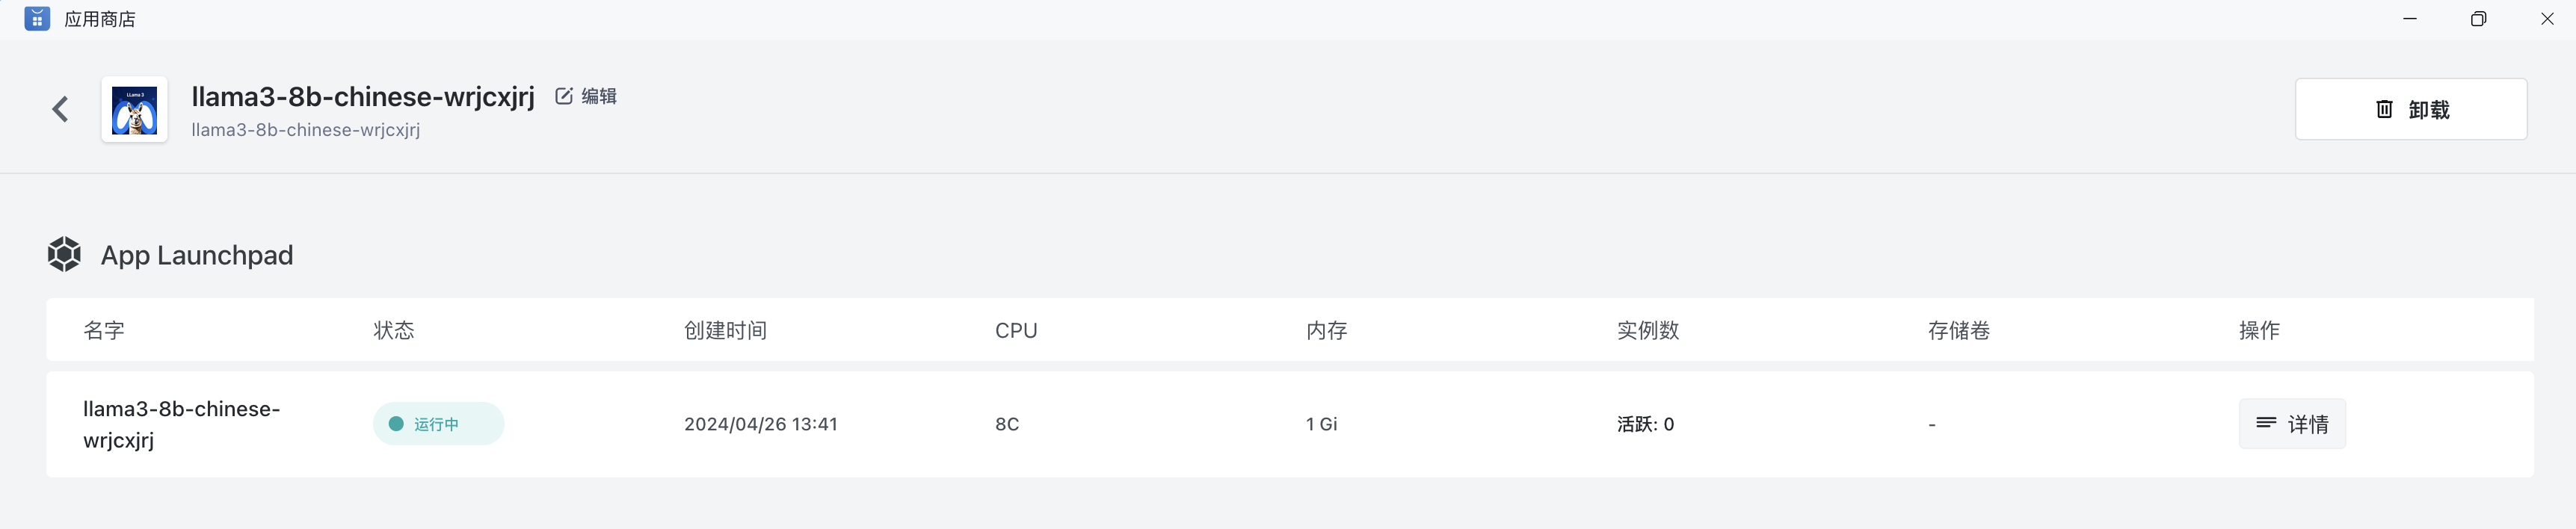 应用商店
llama3-8b-chinese-wrjcxjrj 编辑
llama3-8b-chinese-wrjcxjrj
卸载
App Launchpad
名字 状态 创建时间 CPU 内存 实例数 存储卷 操作
llama3-8b-chinese-
wrjcxjrj
运行中 2024/04/26 13:41 8C 1 Gi 活跃: 0 - 详情